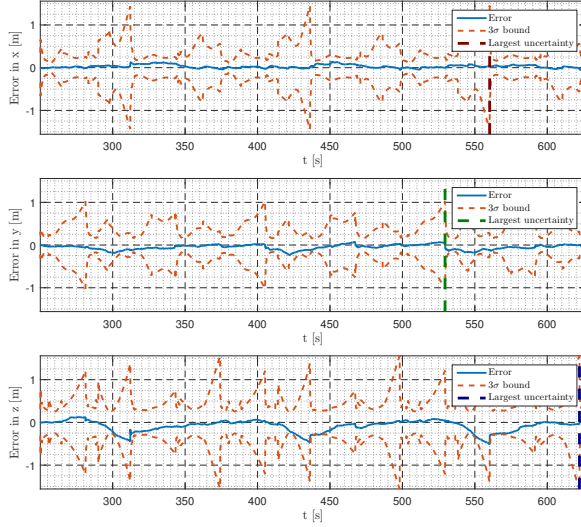 Error in x [m]
1
0
-1
Error
3σ bound
Largest uncertainty
300 350 400 450 500 550 600
t [s]
Error in y [m]
1
0
-1
Error
3σ bound
Largest uncertainty
300 350 400 450 500 550 600
t [s]
Error in z [m]
1
0
-1
Error
3σ bound
Largest uncertainty
300 350 400 450 500 550 600
t [s]